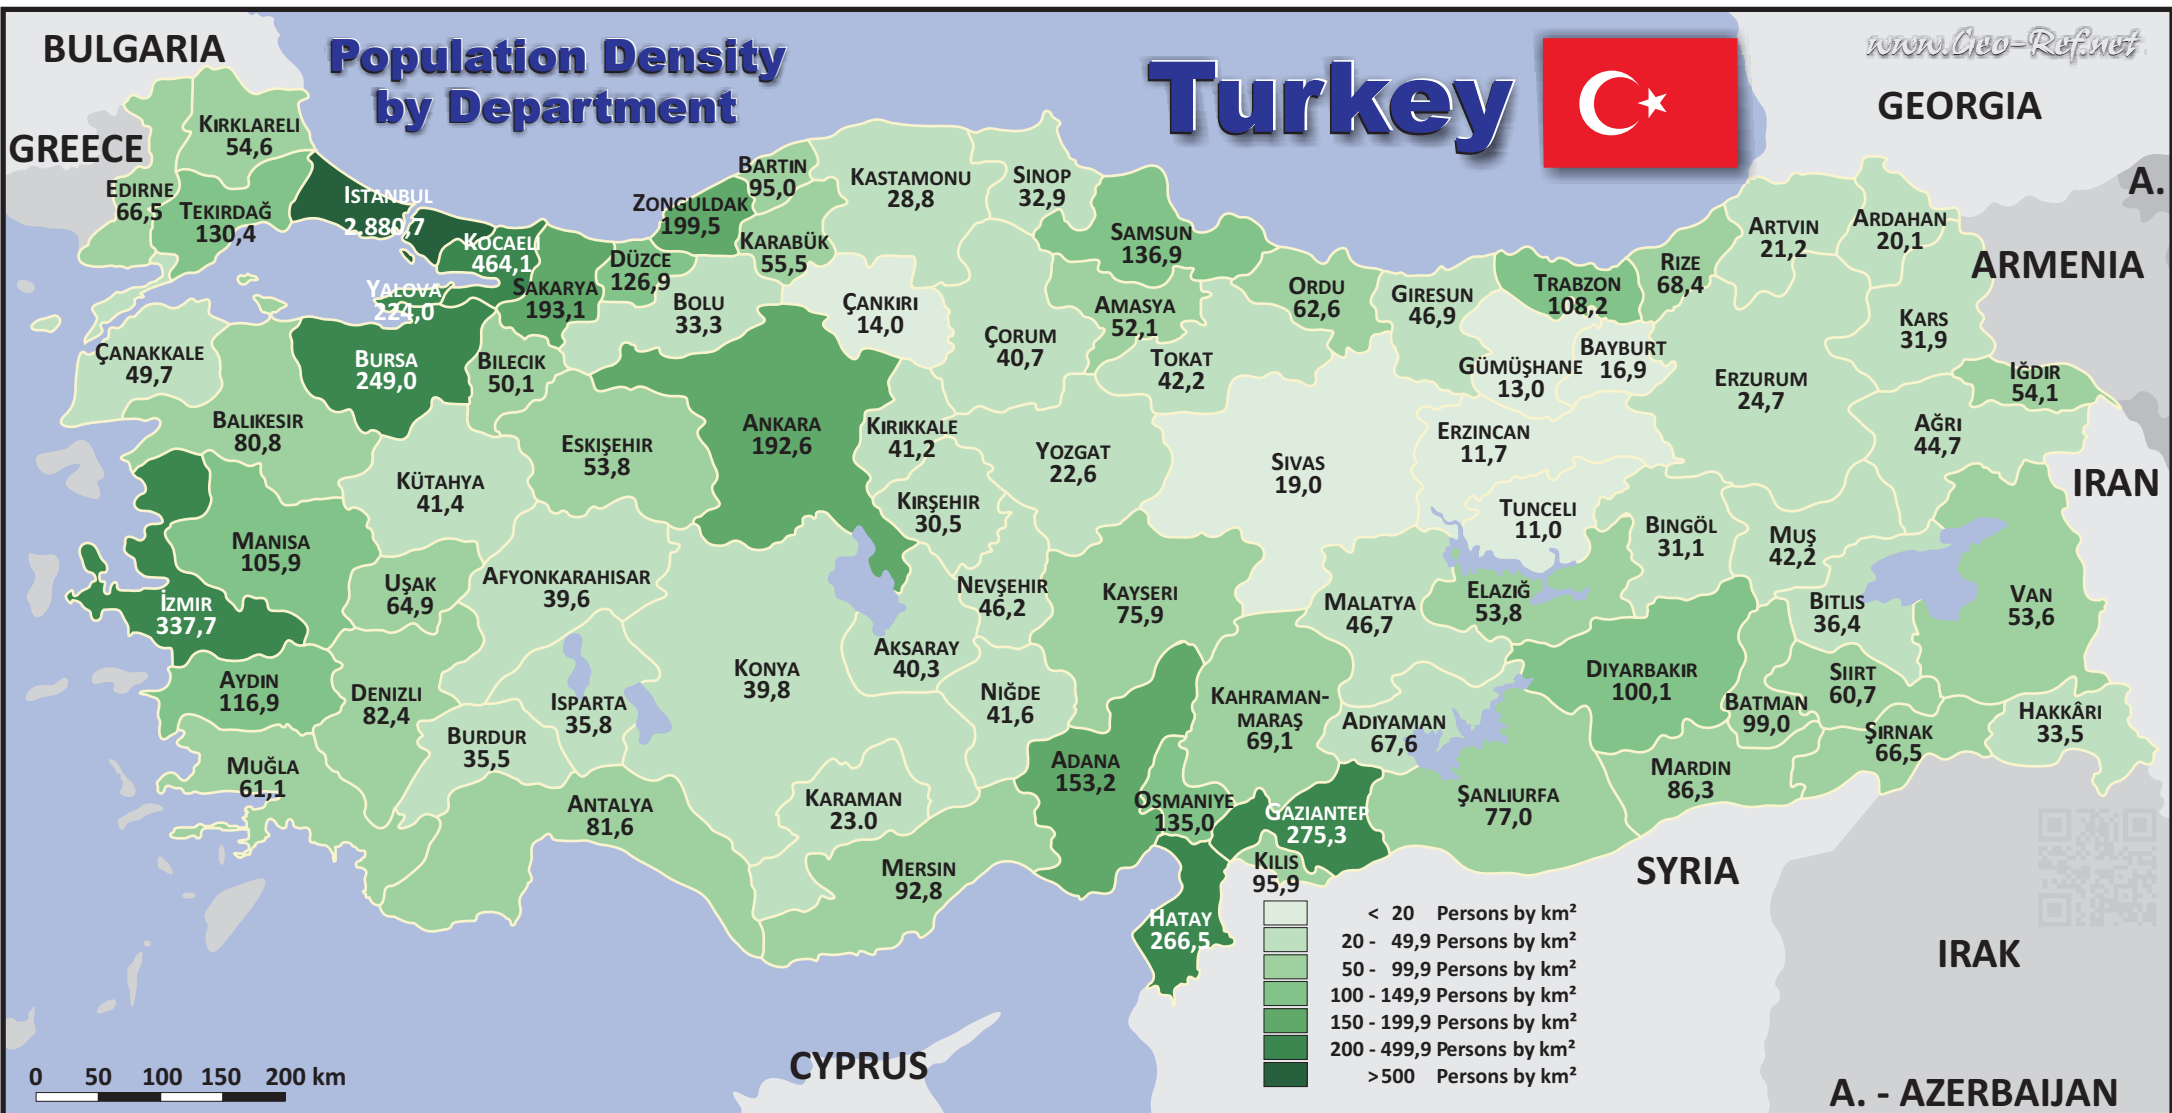 BULGARIA
Population Density
by Department
Turkey
www.Geo-Ref.net
GEORGIA
GREECE
A.
ARMENIA
IRAN
KIRKLARELI
54,6
EDIRNE
66,5
TEKIRDAĞ
130,4
ISTANBUL
2.880,7
KOCAELI
464,1
YALOVA
224,0
SAKARYA
193,1
DÜZCE
126,9
ZONGULDAK
199,5
BARTIN
95,0
KARABÜK
55,5
KASTAMONU
28,8
SINOP
32,9
SAMSUN
136,9
ORDU
62,6
GIRESUN
46,9
TRABZON
108,2
RIZE
68,4
ARTVIN
21,2
ARDAHAN
20,1
KARS
31,9
IĞDIR
54,1
AĞRI
44,7
ERZURUM
24,7
BAYBURT
16,9
GÜMÜŞHANE
13,0
ERZINCAN
11,7
TUNCELI
11,0
BINGÖL
31,1
MUŞ
42,2
BITLIS
36,4
VAN
53,6
BOLU
33,3
ÇANKIRI
14,0
ÇORUM
40,7
AMASYA
52,1
TOKAT
42,2
SIVAS
19,0
YOZGAT
22,6
KIRIKKALE
41,2
KIRŞEHIR
30,5
ANKARA
192,6
ESKIŞEHIR
53,8
BILECIK
50,1
BURSA
249,0
ÇANAKKALE
49,7
BALIKESIR
80,8
KÜTAHYA
41,4
MANISA
105,9
UŞAK
64,9
AFYONKARAHISAR
39,6
İZMIR
337,7
AYDIN
116,9
DENIZLI
82,4
MUĞLA
61,1
BURDUR
35,5
ISPARTA
35,8
ANTALYA
81,6
KONYA
39,8
KARAMAN
23.0
MERSIN
92,8
AKSARAY
40,3
NEVŞEHIR
46,2
NIĞDE
41,6
KAYSERI
75,9
ADANA
153,2
OSMANIYE
135,0
HATAY
266,5
KAHRAMAN-
MARAŞ
69,1
GAZIANTEP
275,3
KILIS
95,9
MALATYA
46,7
ELAZIĞ
53,8
ADIYAMAN
67,6
ŞANLIURFA
77,0
DIYARBAKIR
100,1
MARDIN
86,3
BATMAN
99,0
SIIRT
60,7
ŞIRNAK
66,5
HAKKÂRI
33,5
SYRIA
IRAK
CYPRUS
< 20 Persons by km²
20 - 49,9 Persons by km²
50 - 99,9 Persons by km²
100 - 149,9 Persons by km²
150 - 199,9 Persons by km²
200 - 499,9 Persons by km²
>500 Persons by km²
0 50 100 150 200 km
A. - AZERBAIJAN